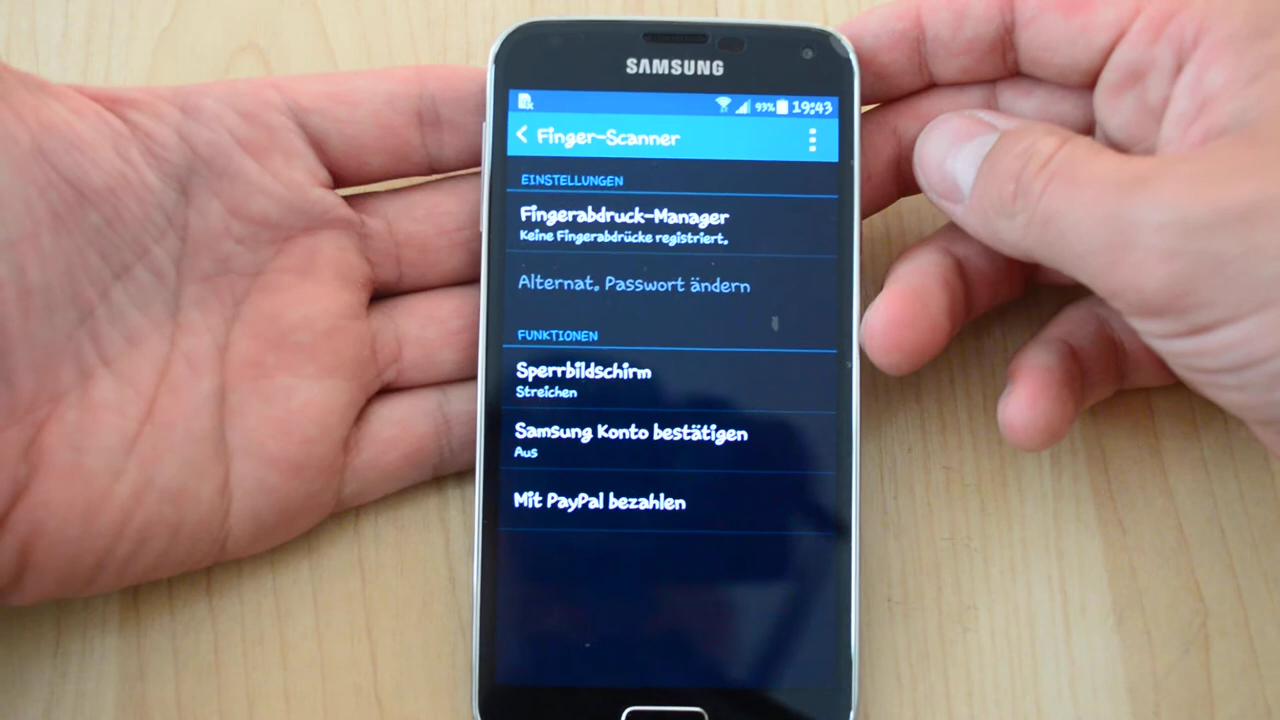 SAMSUNG
93% 19:43
Finger-Scanner
EINSTELLUNGEN
Fingerabdruck-Manager
Keine Fingerabdrücke registriert.
Alternat. Passwort ändern
FUNKTIONEN
Sperrbildschirm
Streichen
Samsung Konto bestätigen
Aus
Mit PayPal bezahlen